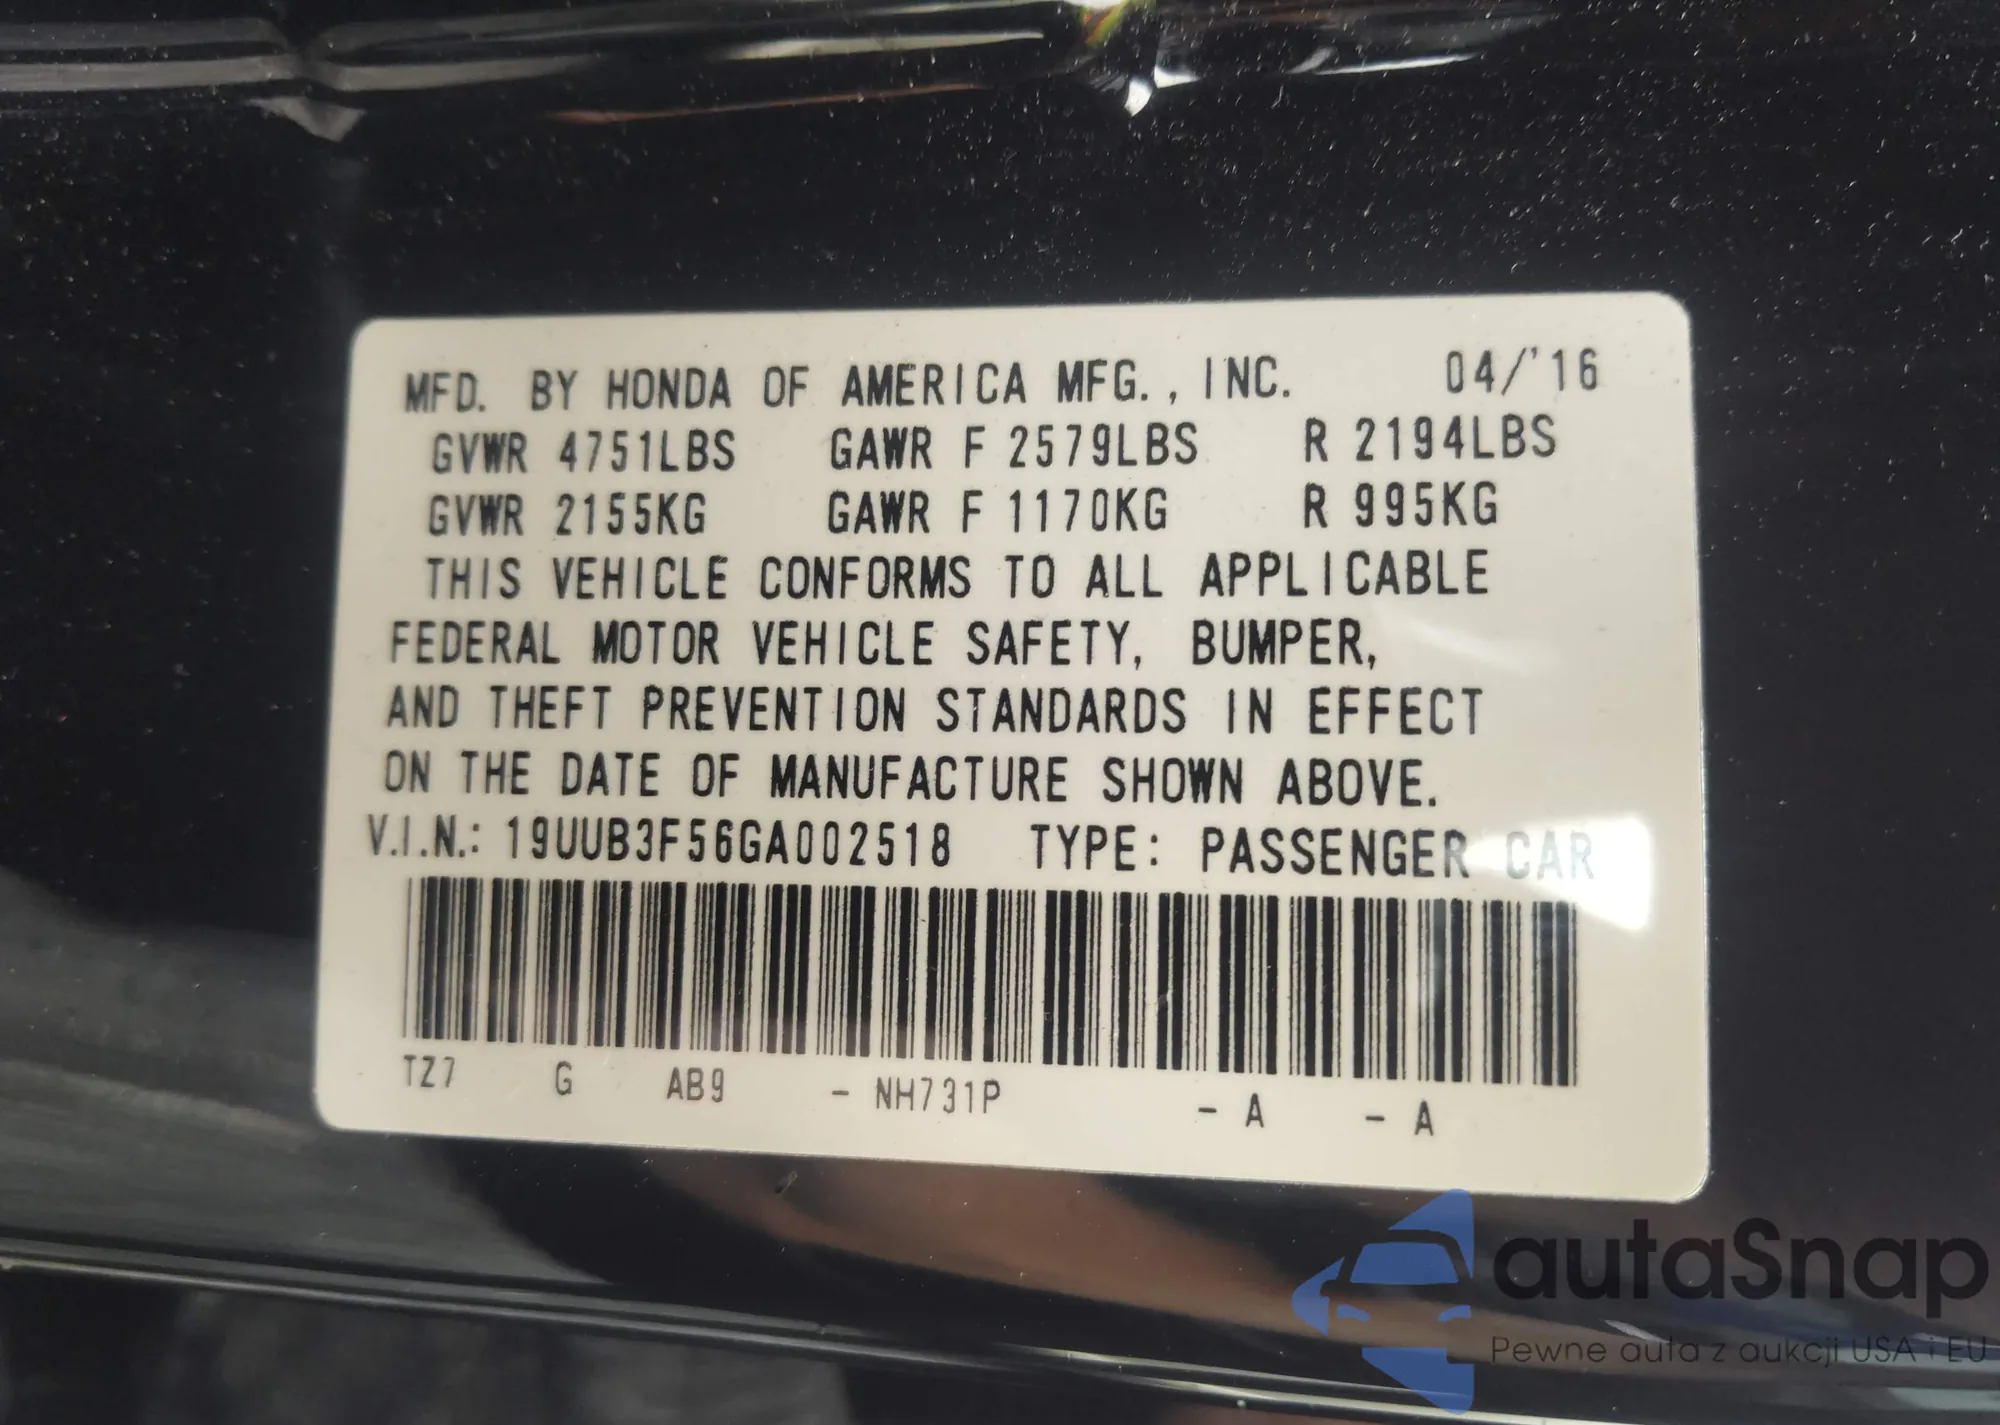 MFD. BY HONDA OF AMERICA MFG., INC. 04/'16
GVWR 4751LBS GAWR F 2579LBS R 2194LBS
GVWR 2155KG GAWR F 1170KG R 995KG
THIS VEHICLE CONFORMS TO ALL APPLICABLE
FEDERAL MOTOR VEHICLE SAFETY, BUMPER,
AND THEFT PREVENTION STANDARDS IN EFFECT
ON THE DATE OF MANUFACTURE SHOWN ABOVE.
V.I.N.: 19UUB3F56GA002518 TYPE: PASSENGER CAR
TZ7 G AB9 - NH731P - A - A
autaSnap
Pewne auta z aukcji USA i EU